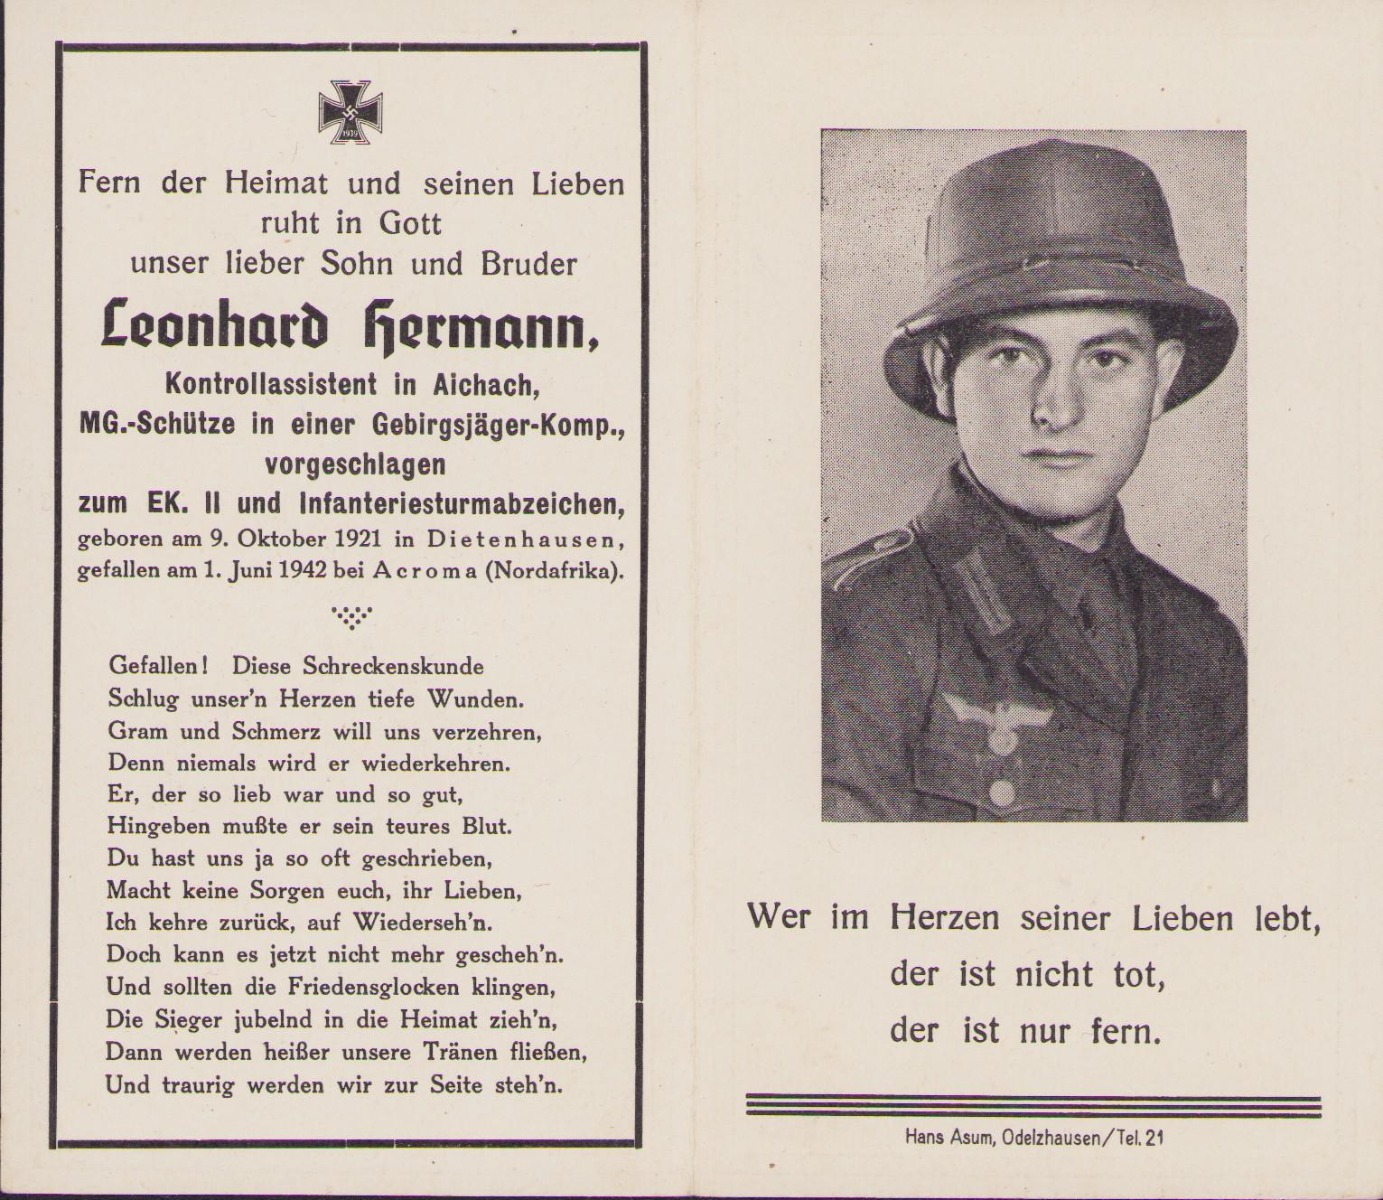 1939
Fern der Heimat und seinen Lieben
ruht in Gott
unser lieber Sohn und Bruder
Leonhard Hermann,
Kontrollassistent in Aichach,
MG.-Schütze in einer Gebirgsjäger-Komp.,
vorgeschlagen
zum EK. II und Infanteriesturmabzeichen,
geboren am 9. Oktober 1921 in Dietenhausen,
gefallen am 1. Juni 1942 bei Acroma (Nordafrika).
Gefallen! Diese Schreckenskunde
Schlug unser'n Herzen tiefe Wunden.
Gram und Schmerz will uns verzehren,
Denn niemals wird er wiederkehren.
Er, der so lieb war und so gut,
Hingeben mußte er sein teures Blut.
Du hast uns ja so oft geschrieben,
Macht keine Sorgen euch, ihr Lieben,
Ich kehre zurück, auf Wiederseh'n.
Doch kann es jetzt nicht mehr gescheh'n.
Und sollten die Friedensglocken klingen,
Die Sieger jubelnd in die Heimat zieh'n,
Dann werden heißer unsere Tränen fließen,
Und traurig werden wir zur Seite steh'n.
Wer im Herzen seiner Lieben lebt,
der ist nicht tot,
der ist nur fern.
Hans Asum, Odelzhausen/Tel. 21